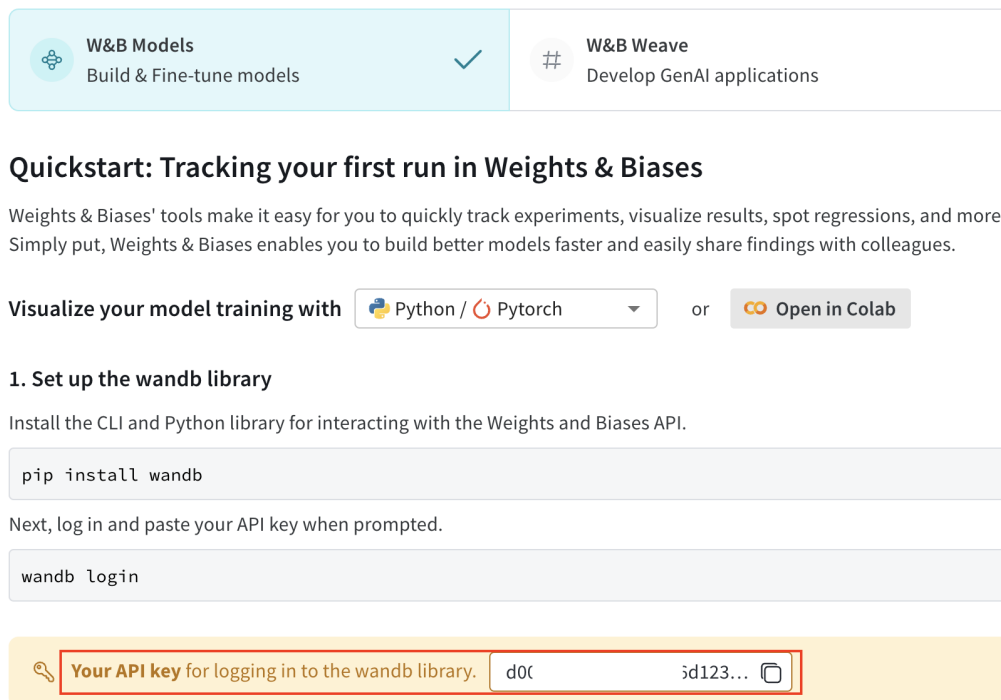 W&B Models
Build & Fine-tune models
W&B Weave
Develop GenAI applications
Quickstart: Tracking your first run in Weights & Biases
Weights & Biases' tools make it easy for you to quickly track experiments, visualize results, spot regressions, and more
Simply put, Weights & Biases enables you to build better models faster and easily share findings with colleagues.
Visualize your model training with Python / Pytorch or Open in Colab
1. Set up the wandb library
Install the CLI and Python library for interacting with the Weights and Biases API.
pip install wandb
Next, log in and paste your API key when prompted.
wandb login
Your API key for logging in to the wandb library. d00 6d123...